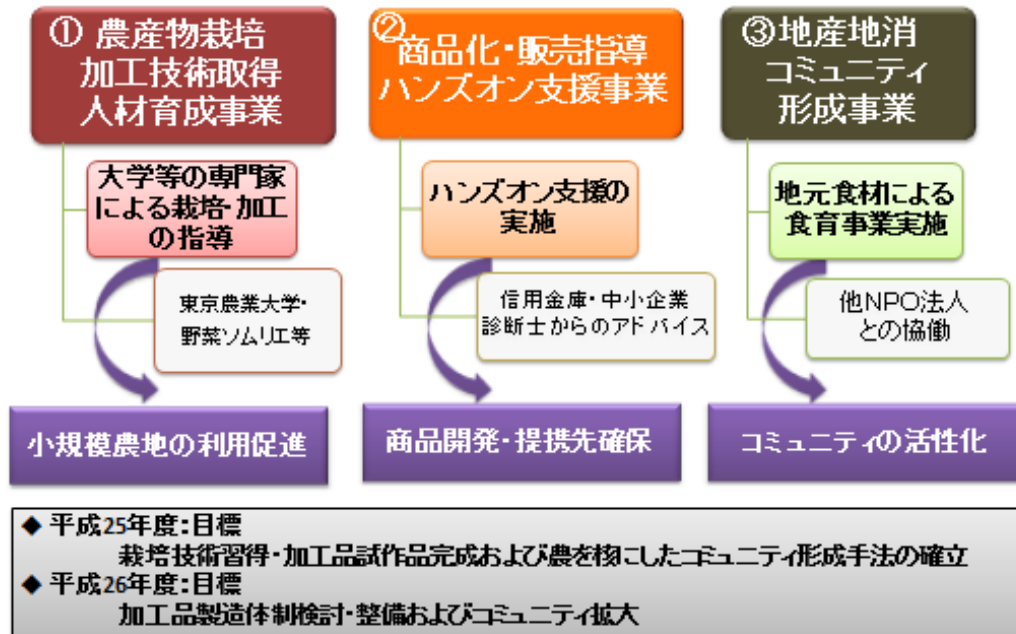 ① 農産物栽培
加工技術取得
人材育成事業
大学等の専門家
による栽培・加工
の指導
東京農業大学・
野菜ソムリエ等
小規模農地の利用促進
②
商品化・販売指導
ハンズオン支援事業
ハンズオン支援の
実施
信用金庫・中小企業
診断士からのアドバイス
商品開発・提携先確保
③地産地消
コミュニティ
形成事業
地元食材による
食育事業実施
他NPO法人
との協働
コミュニティの活性化
◆ 平成25年度：目標
栽培技術習得・加工品試作品完成および農を核にしたコミュニティ形成手法の確立
◆ 平成26年度：目標
加工品製造体制検討・整備およびコミュニティ拡大